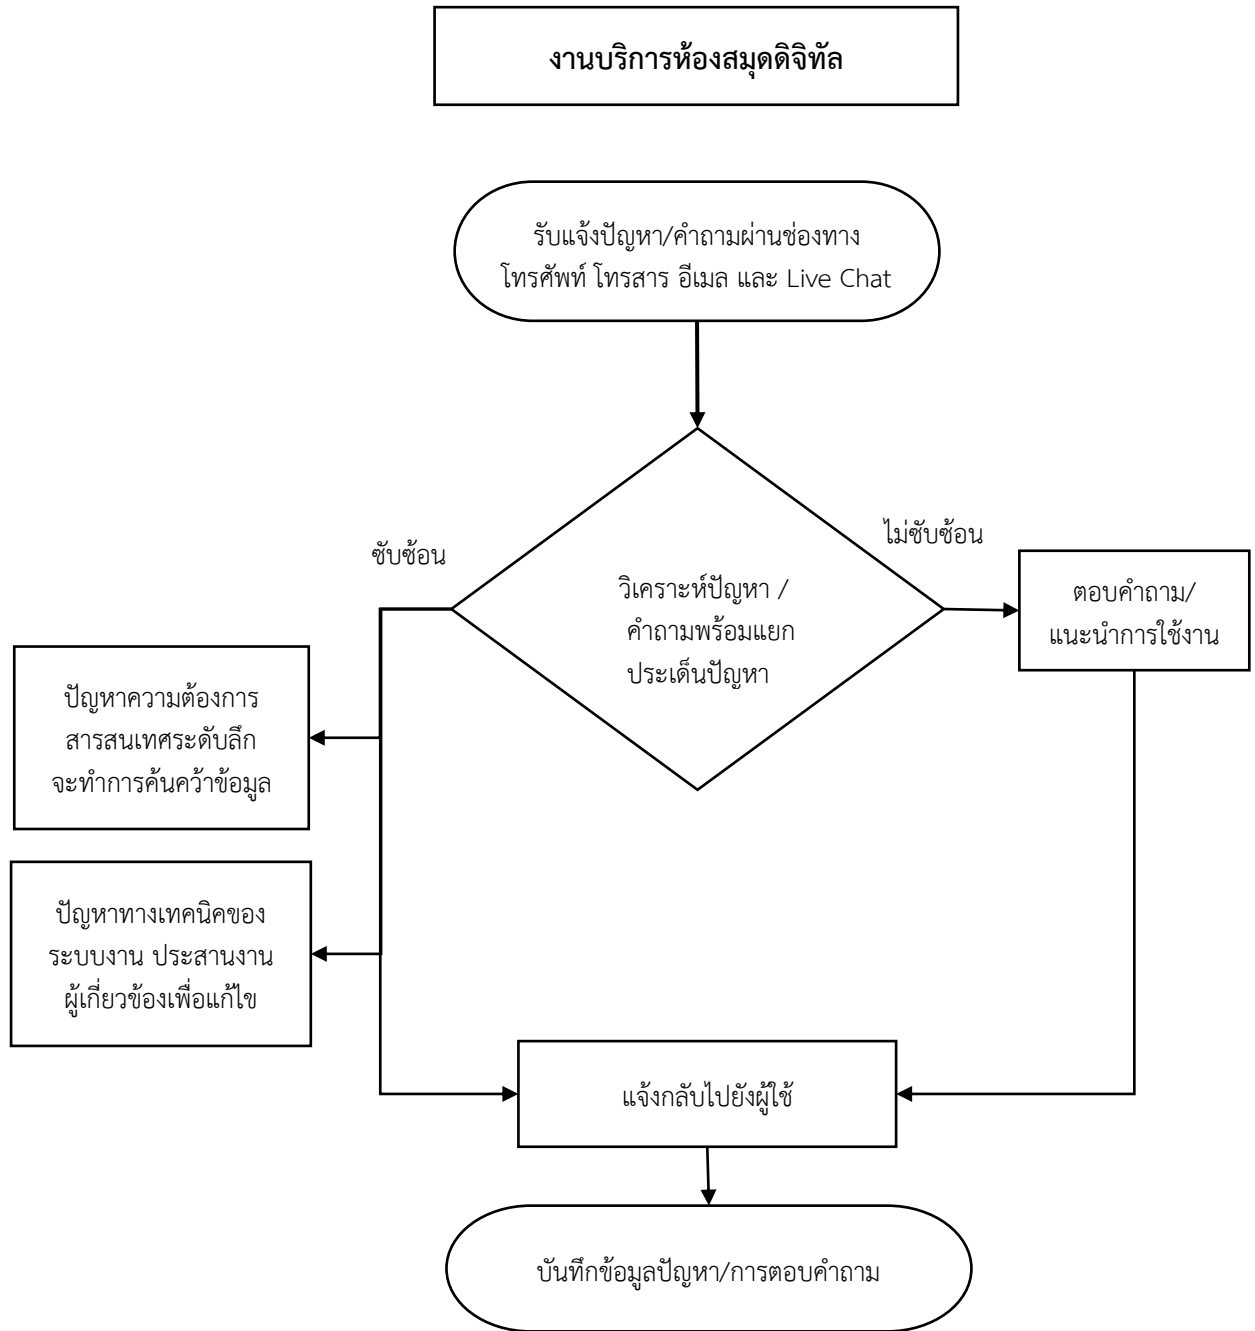 งานบริการห้องสมุดดิจิทัล
รับแจ้งปัญหา/คำถามผ่านช่องทาง
โทรศัพท์ โทรสาร อีเมล และ Live Chat
ซับซ้อน
ไม่ซับซ้อน
วิเคราะห์ปัญหา /
คำถามพร้อมแยก
ประเด็นปัญหา
ตอบคำถาม/
แนะนำการใช้งาน
ปัญหาความต้องการ
สารสนเทศระดับลึก
จะทำการค้นคว้าข้อมูล
ปัญหาทางเทคนิคของ
ระบบงาน ประสานงาน
ผู้เกี่ยวข้องเพื่อแก้ไข
แจ้งกลับไปยังผู้ใช้
บันทึกข้อมูลปัญหา/การตอบคำถาม